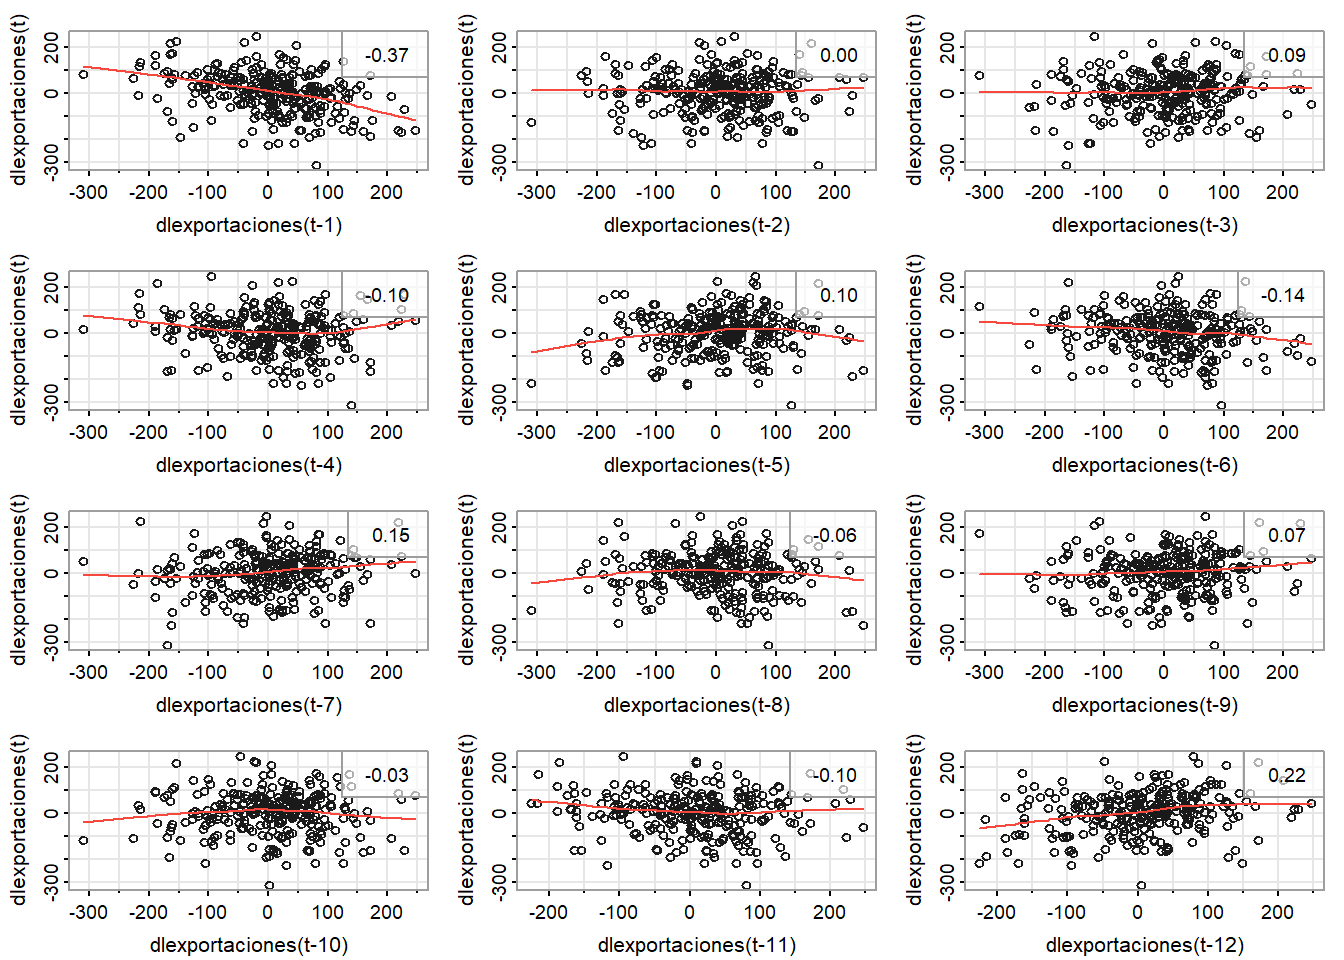 dlexportaciones(t)
200
0
-300
-0.37
-300 -200 -100 0 100 200
dlexportaciones(t-1)
dlexportaciones(t)
200
0
-300
0.00
-300 -200 -100 0 100 200
dlexportaciones(t-2)
dlexportaciones(t)
200
0
-300
0.09
-300 -200 -100 0 100 200
dlexportaciones(t-3)
dlexportaciones(t)
200
0
-300
-0.10
-300 -200 -100 0 100 200
dlexportaciones(t-4)
dlexportaciones(t)
200
0
-300
0.10
-300 -200 -100 0 100 200
dlexportaciones(t-5)
dlexportaciones(t)
200
0
-300
-0.14
-300 -200 -100 0 100 200
dlexportaciones(t-6)
dlexportaciones(t)
200
0
-300
0.15
-300 -200 -100 0 100 200
dlexportaciones(t-7)
dlexportaciones(t)
200
0
-300
-0.06
-300 -200 -100 0 100 200
dlexportaciones(t-8)
dlexportaciones(t)
200
0
-300
0.07
-300 -200 -100 0 100 200
dlexportaciones(t-9)
dlexportaciones(t)
200
0
-300
-0.03
-300 -200 -100 0 100 200
dlexportaciones(t-10)
dlexportaciones(t)
200
0
-300
-0.10
-200 -100 0 100 200
dlexportaciones(t-11)
dlexportaciones(t)
200
0
-300
0.22
-200 -100 0 100 200
dlexportaciones(t-12)